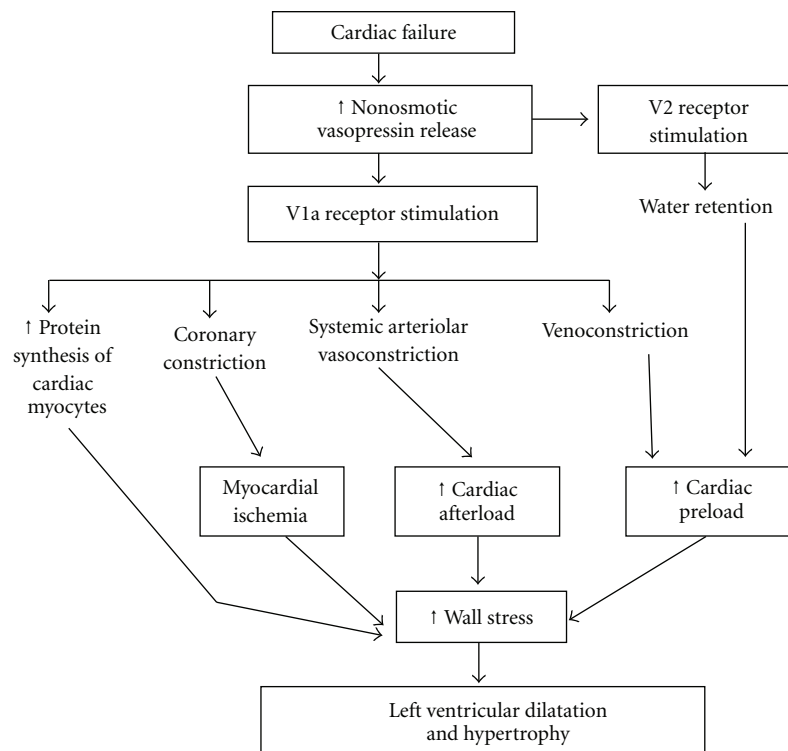 Cardiac failure
↑ Nonosmotic
vasopressin release
V2 receptor
stimulation
V1a receptor stimulation
Water retention
↑ Protein
synthesis of
cardiac
myocytes
Coronary
constriction
Systemic arteriolar
vasoconstriction
Venoconstriction
Myocardial
ischemia
↑ Cardiac
afterload
↑ Cardiac
preload
↑ Wall stress
Left ventricular dilatation
and hypertrophy